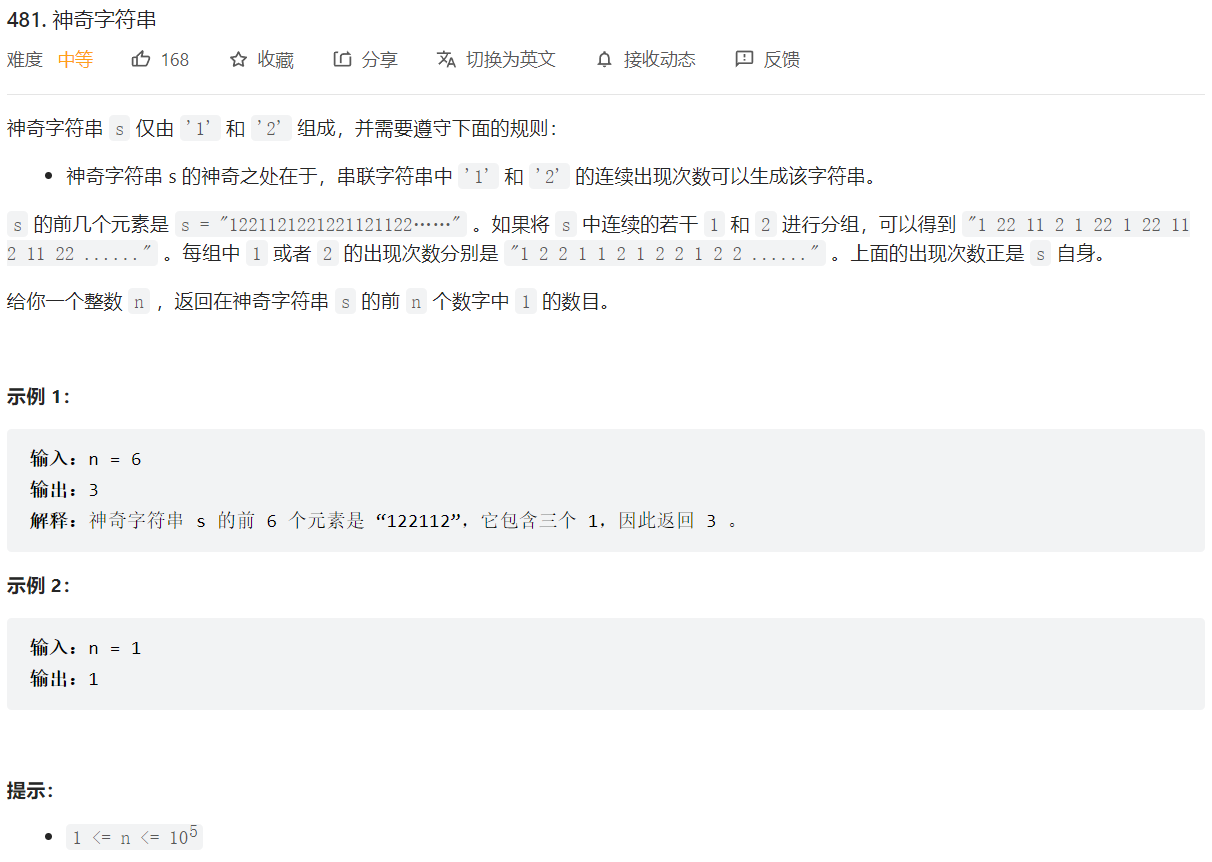 481. 神奇字符串
难度 中等 168 收藏 分享 切换为英文 接收动态 反馈
神奇字符串 s 仅由 '1' 和 '2' 组成，并需要遵守下面的规则：
• 神奇字符串 s 的神奇之处在于，串联字符串中 '1' 和 '2' 的连续出现次数可以生成该字符串。
s 的前几个元素是 s = "1221121221221121122……" 。如果将 s 中连续的若干 1 和 2 进行分组，可以得到 "1 22 11 2 1 22 1 22 11
2 11 22 ......" 。每组中 1 或者 2 的出现次数分别是 "1 2 2 1 1 2 1 2 2 1 2 2 ......" 。上面的出现次数正是 s 自身。
给你一个整数 n ，返回在神奇字符串 s 的前 n 个数字中 1 的数目。
示例 1：
输入：n = 6
输出：3
解释：神奇字符串 s 的前 6 个元素是 “122112”，它包含三个 1，因此返回 3 。
示例 2：
输入：n = 1
输出：1
提示：
• 1 <= n <= 10⁵